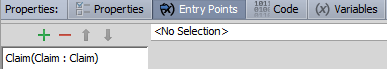 Properties: Properties Entry Points Code Variables
<No Selection>
Claim(Claim : Claim)